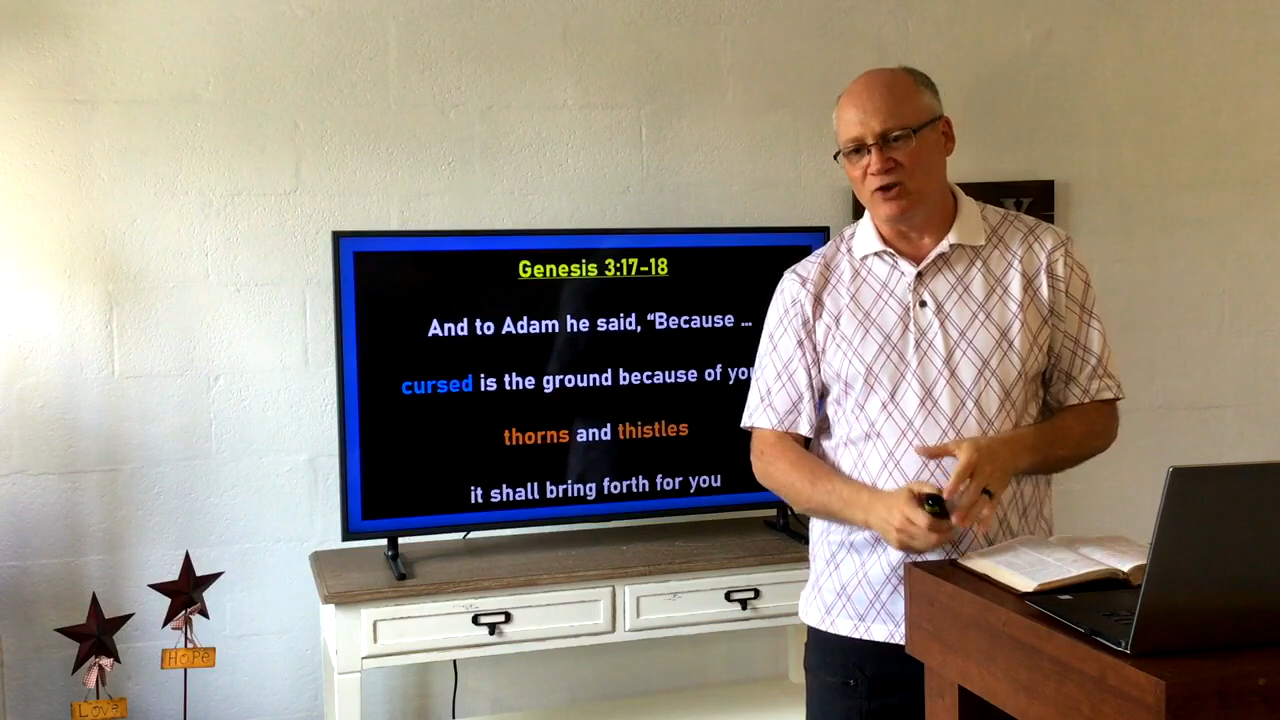 Genesis 3:17-18
And to Adam he said, “Because ...
cursed is the ground because of you
thorns and thistles
it shall bring forth for you
HoPe
Love